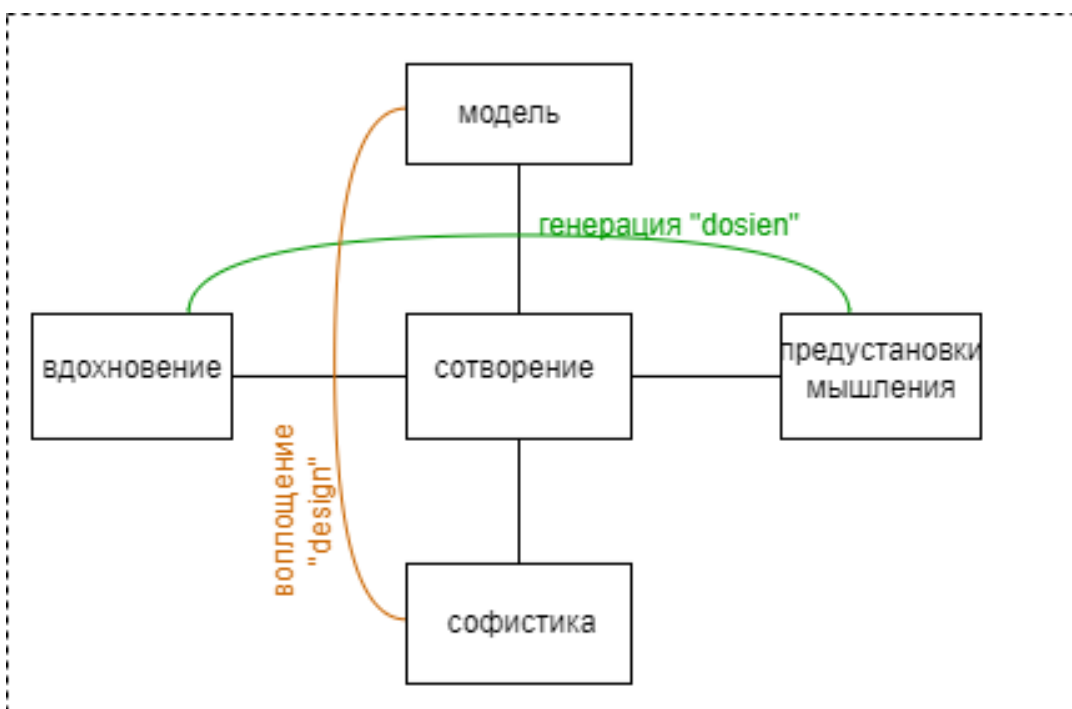 модель
генерация "dosien"
вдохновение
сотворение
предустановки
мышления
воплощение
"design"
софистика